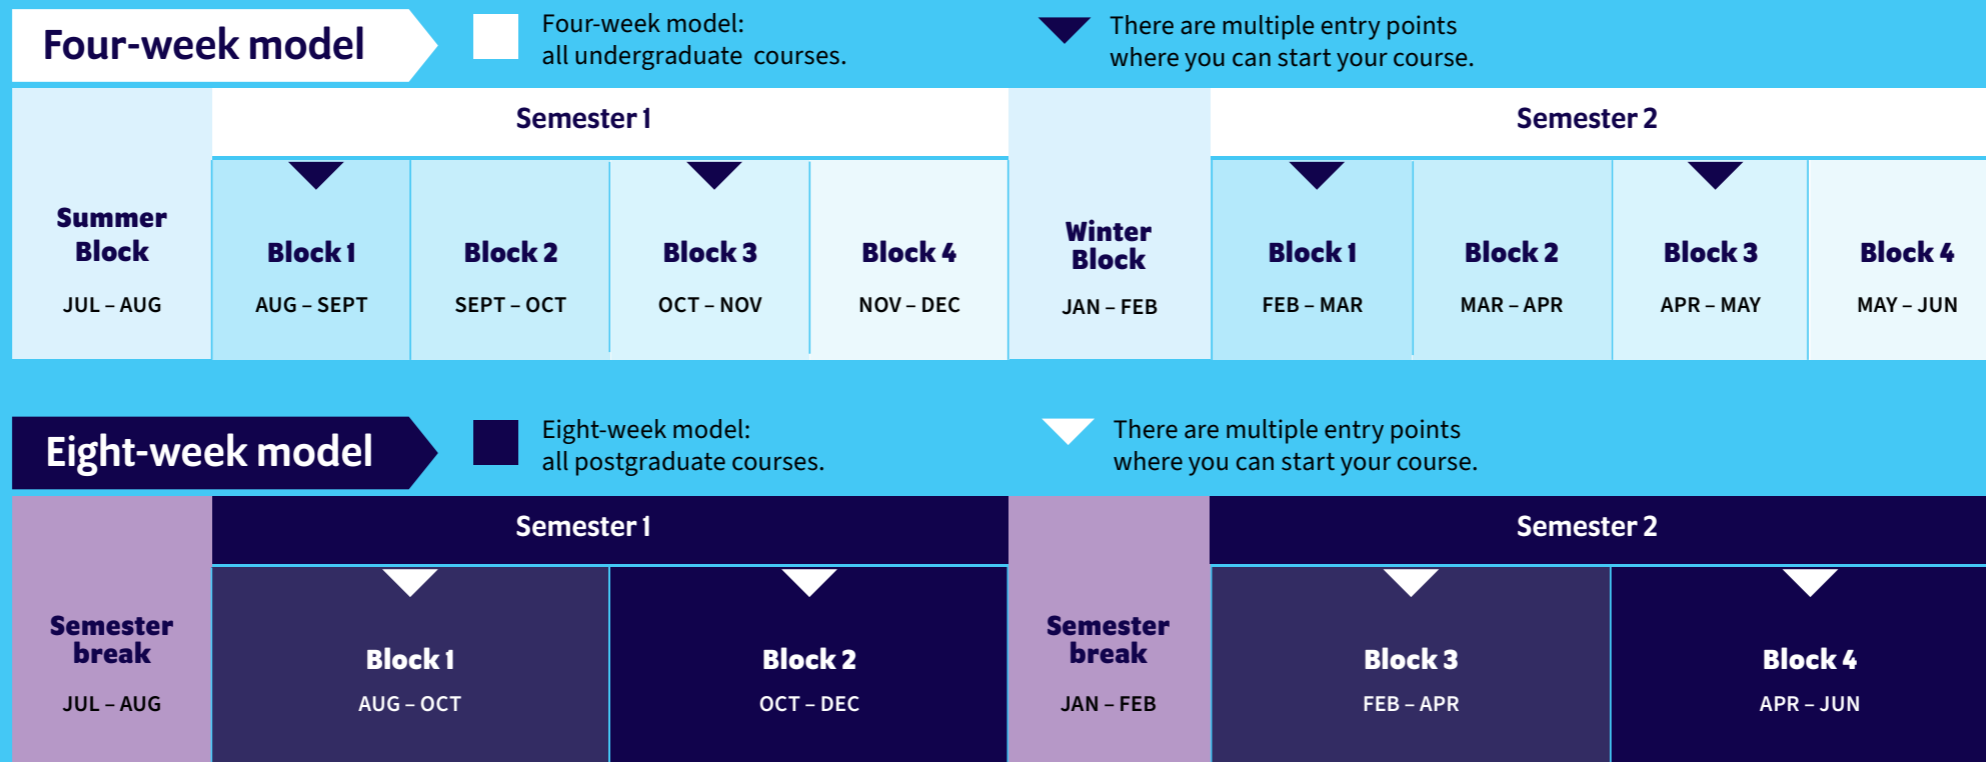 Four-week model
Four-week model:
all undergraduate courses.
There are multiple entry points
where you can start your course.
Semester 1
Semester 2
Summer
Block
JUL – AUG
Block 1
AUG – SEPT
Block 2
SEPT – OCT
Block 3
OCT – NOV
Block 4
NOV – DEC
Winter
Block
JAN – FEB
Block 1
FEB – MAR
Block 2
MAR – APR
Block 3
APR – MAY
Block 4
MAY – JUN
Eight-week model
Eight-week model:
all postgraduate courses.
There are multiple entry points
where you can start your course.
Semester 1
Semester 2
Semester
break
JUL – AUG
Block 1
AUG – OCT
Block 2
OCT – DEC
Semester
break
JAN – FEB
Block 3
FEB – APR
Block 4
APR – JUN